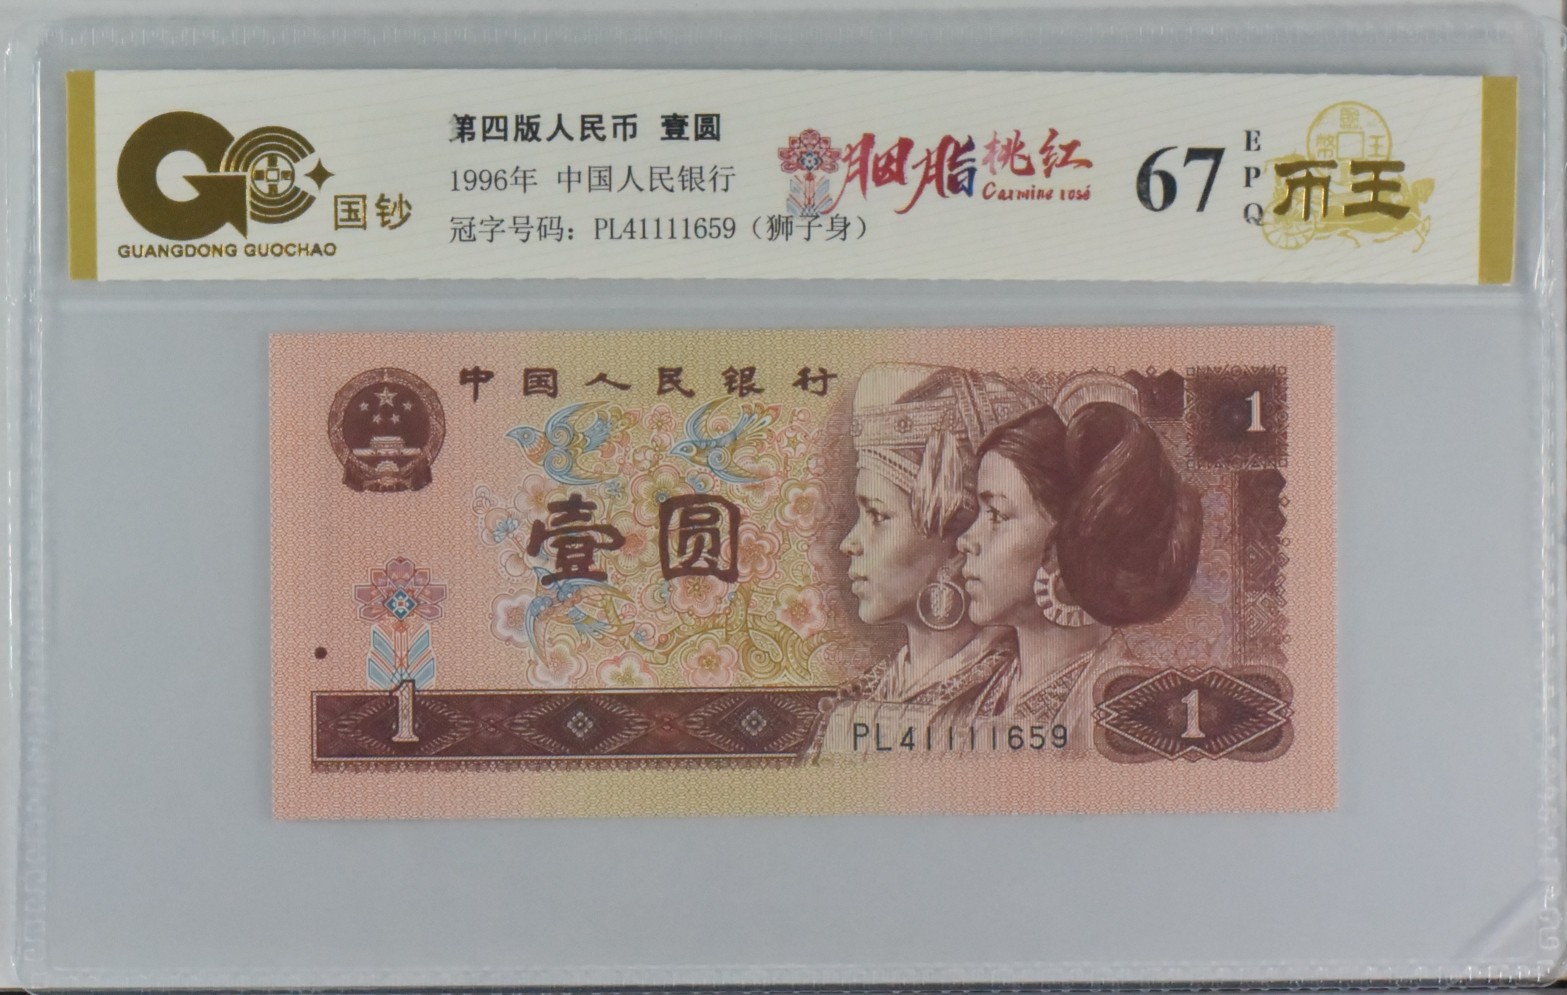 第四版人民币 壹圆
1996年 中国人民银行
冠字号码：PL41111659（狮子身）
国钞
GUANGDONG GUOCHAO
胭脂桃红
Carmine rosé
67
EPQ
币王
中国人民银行
1
壹圆
1
PL41111659
1